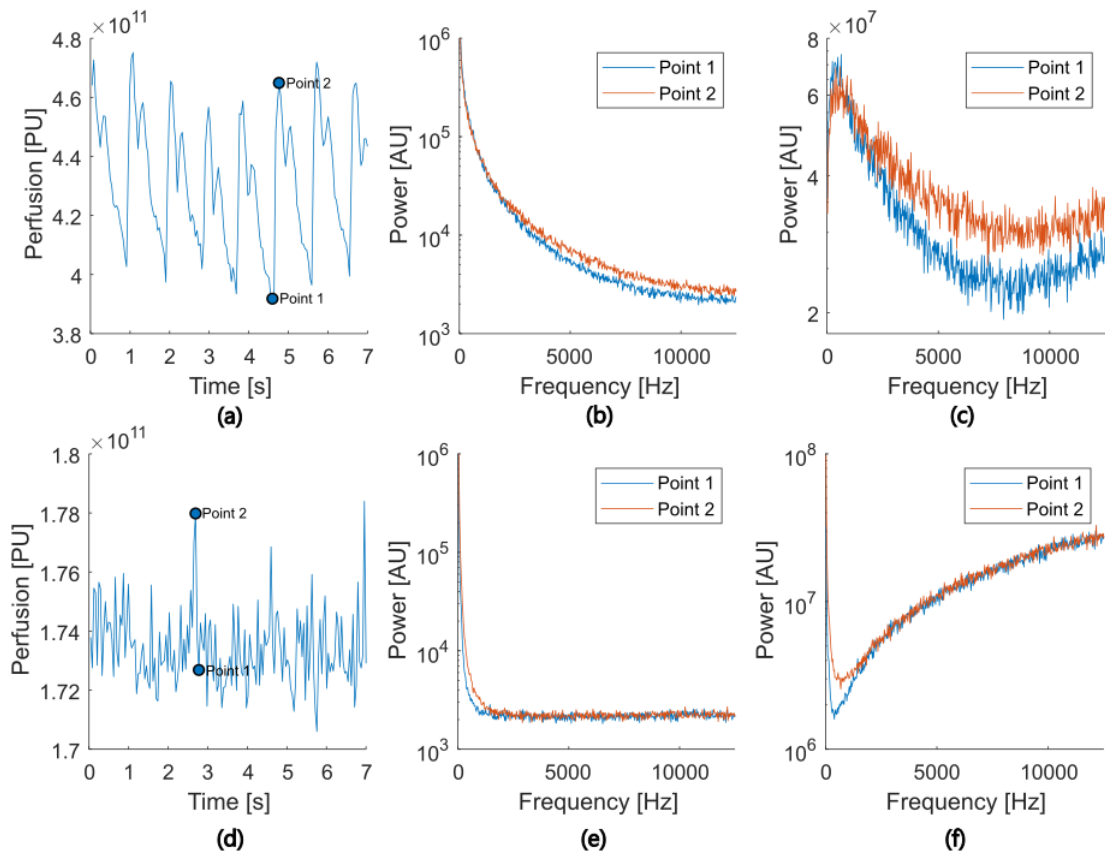 × 10¹¹
4.8
4.6
4.4
4.2
4
3.8
Perfusion [PU]
Point 2
Point 1
0 1 2 3 4 5 6 7
Time [s]
(a)
10⁶
10⁵
10⁴
10³
Power [AU]
Point 1
Point 2
0 5000 10000
Frequency [Hz]
(b)
× 10⁷
8
6
4
2
Power [AU]
Point 1
Point 2
0 5000 10000
Frequency [Hz]
(c)
× 10¹¹
1.8
1.78
1.76
1.74
1.72
1.7
Perfusion [PU]
Point 2
Point 1
0 1 2 3 4 5 6 7
Time [s]
(d)
10⁶
10⁵
10⁴
10³
Power [AU]
Point 1
Point 2
0 5000 10000
Frequency [Hz]
(e)
10⁸
10⁷
10⁶
Power [AU]
Point 1
Point 2
0 5000 10000
Frequency [Hz]
(f)